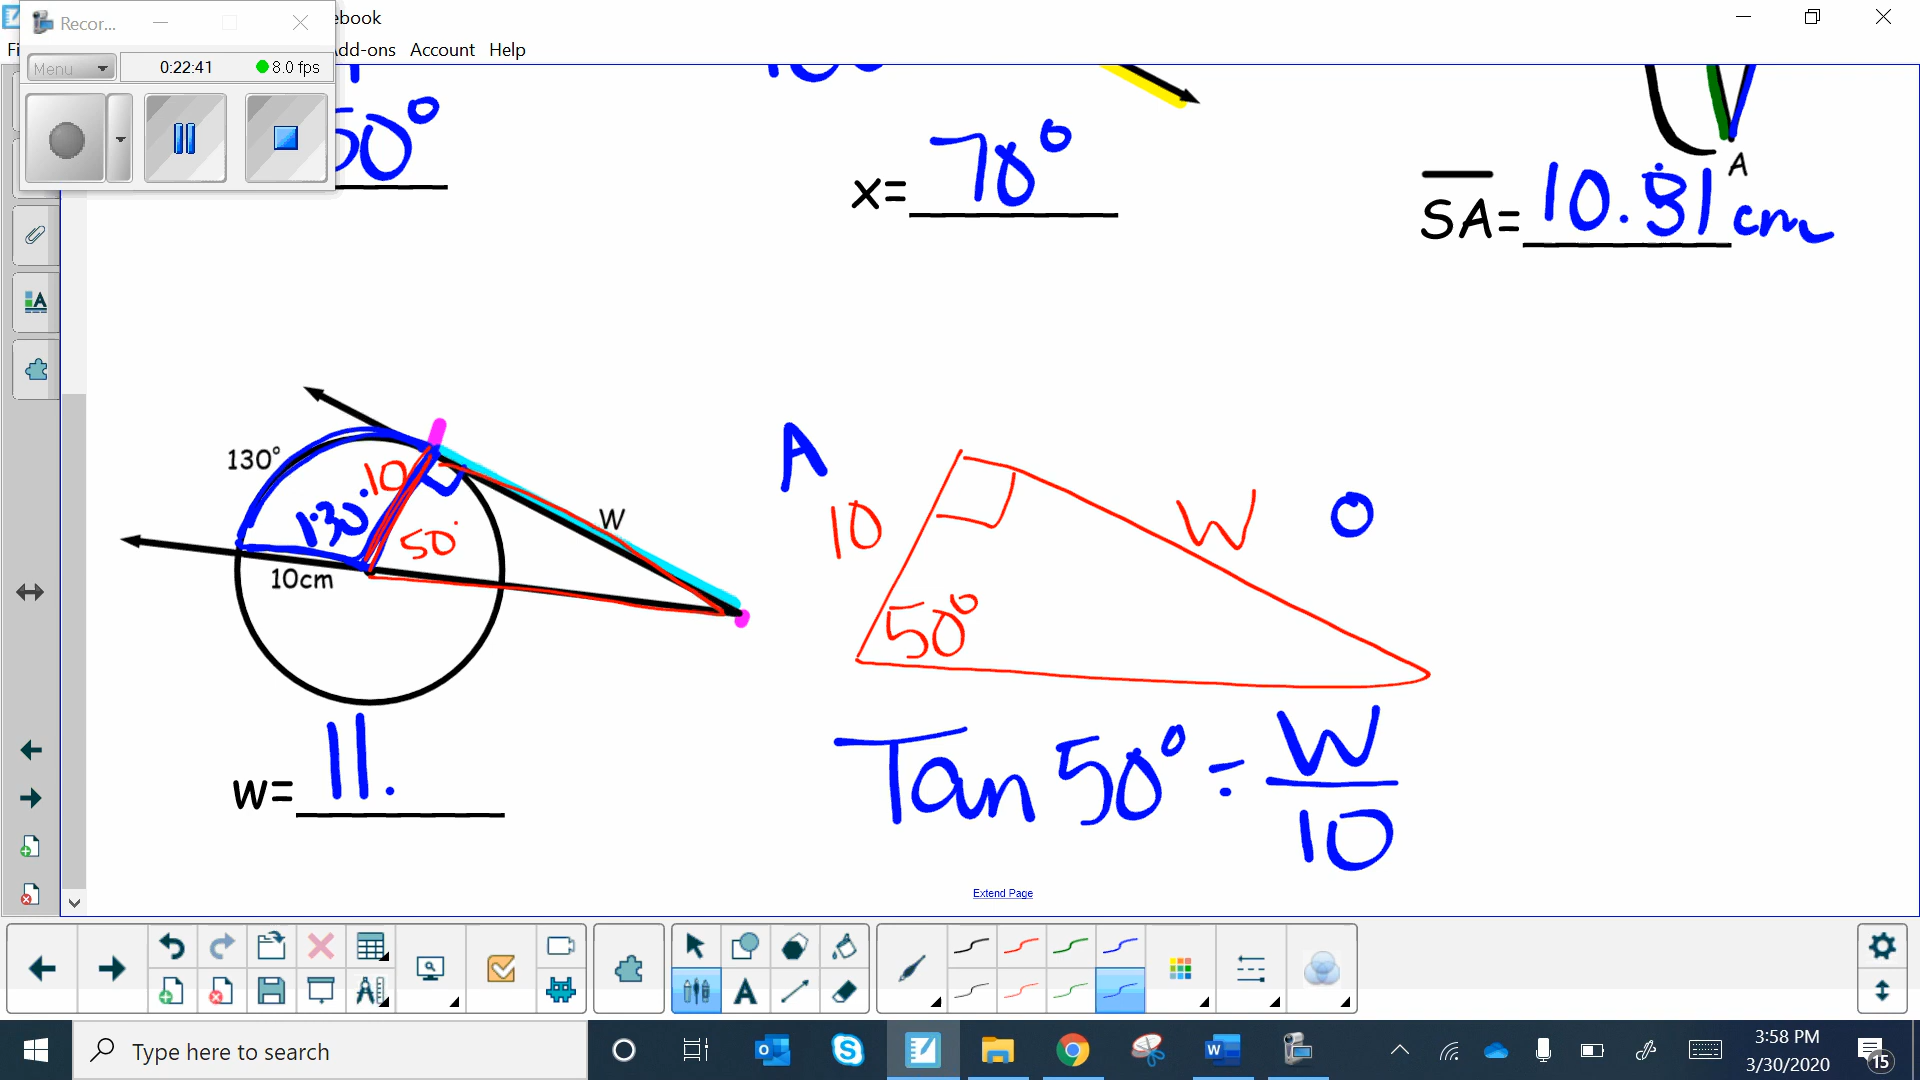 Recor...
ebook
Fi
dd-ons Account Help
Menu
0:22:41
8.0 fps
50°
x= 70°
A
SA= 10.81 cm
130°
10
130°
50°
W
10cm
w= 11.
A
10
W
O
50°
Tan 50° = W
10
Extend Page
Type here to search
3:58 PM
3/30/2020
15